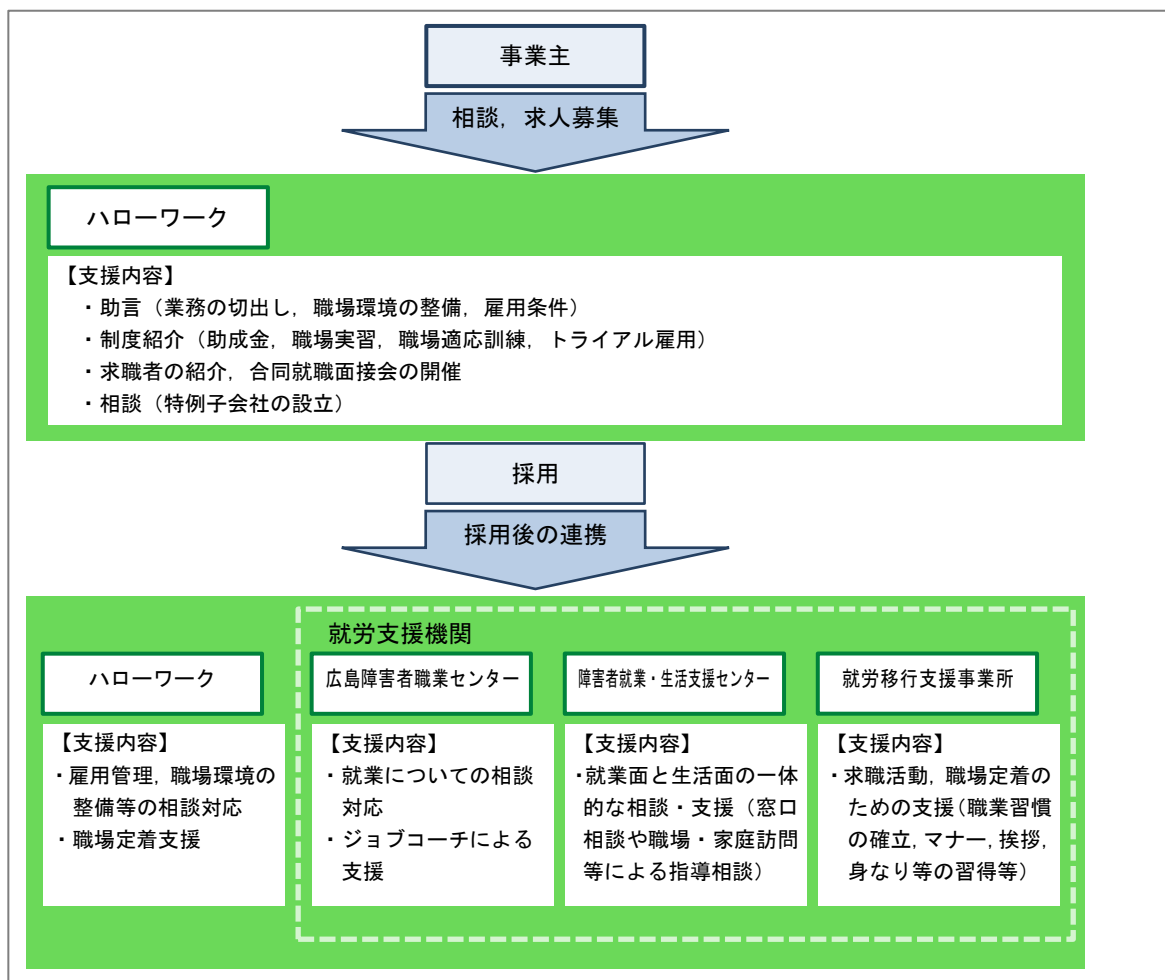 事業主
相談，求人募集
ハローワーク
【支援内容】
・助言（業務の切出し，職場環境の整備，雇用条件）
・制度紹介（助成金，職場実習，職場適応訓練，トライアル雇用）
・求職者の紹介，合同就職面接会の開催
・相談（特例子会社の設立）
採用
採用後の連携
就労支援機関
ハローワーク
【支援内容】
・雇用管理，職場環境の
整備等の相談対応
・職場定着支援
広島障害者職業センター
【支援内容】
・就業についての相談
対応
・ジョブコーチによる
支援
障害者就業・生活支援センター
【支援内容】
・就業面と生活面の一体
的な相談・支援（窓口
相談や職場・家庭訪問
等による指導相談）
就労移行支援事業所
【支援内容】
・求職活動，職場定着の
ための支援（職業習慣
の確立，マナー，挨拶，
身なり等の習得等）